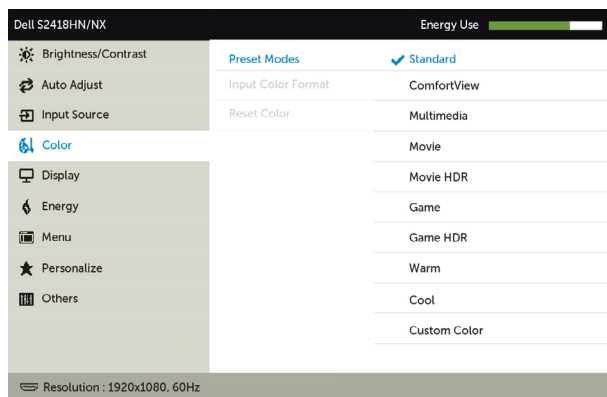 Dell S2418HN/NX
Energy Use
Brightness/Contrast
Auto Adjust
Input Source
Color
Display
Energy
Menu
Personalize
Others
Preset Modes
Input Color Format
Reset Color
Standard
ComfortView
Multimedia
Movie
Movie HDR
Game
Game HDR
Warm
Cool
Custom Color
Resolution : 1920x1080, 60Hz